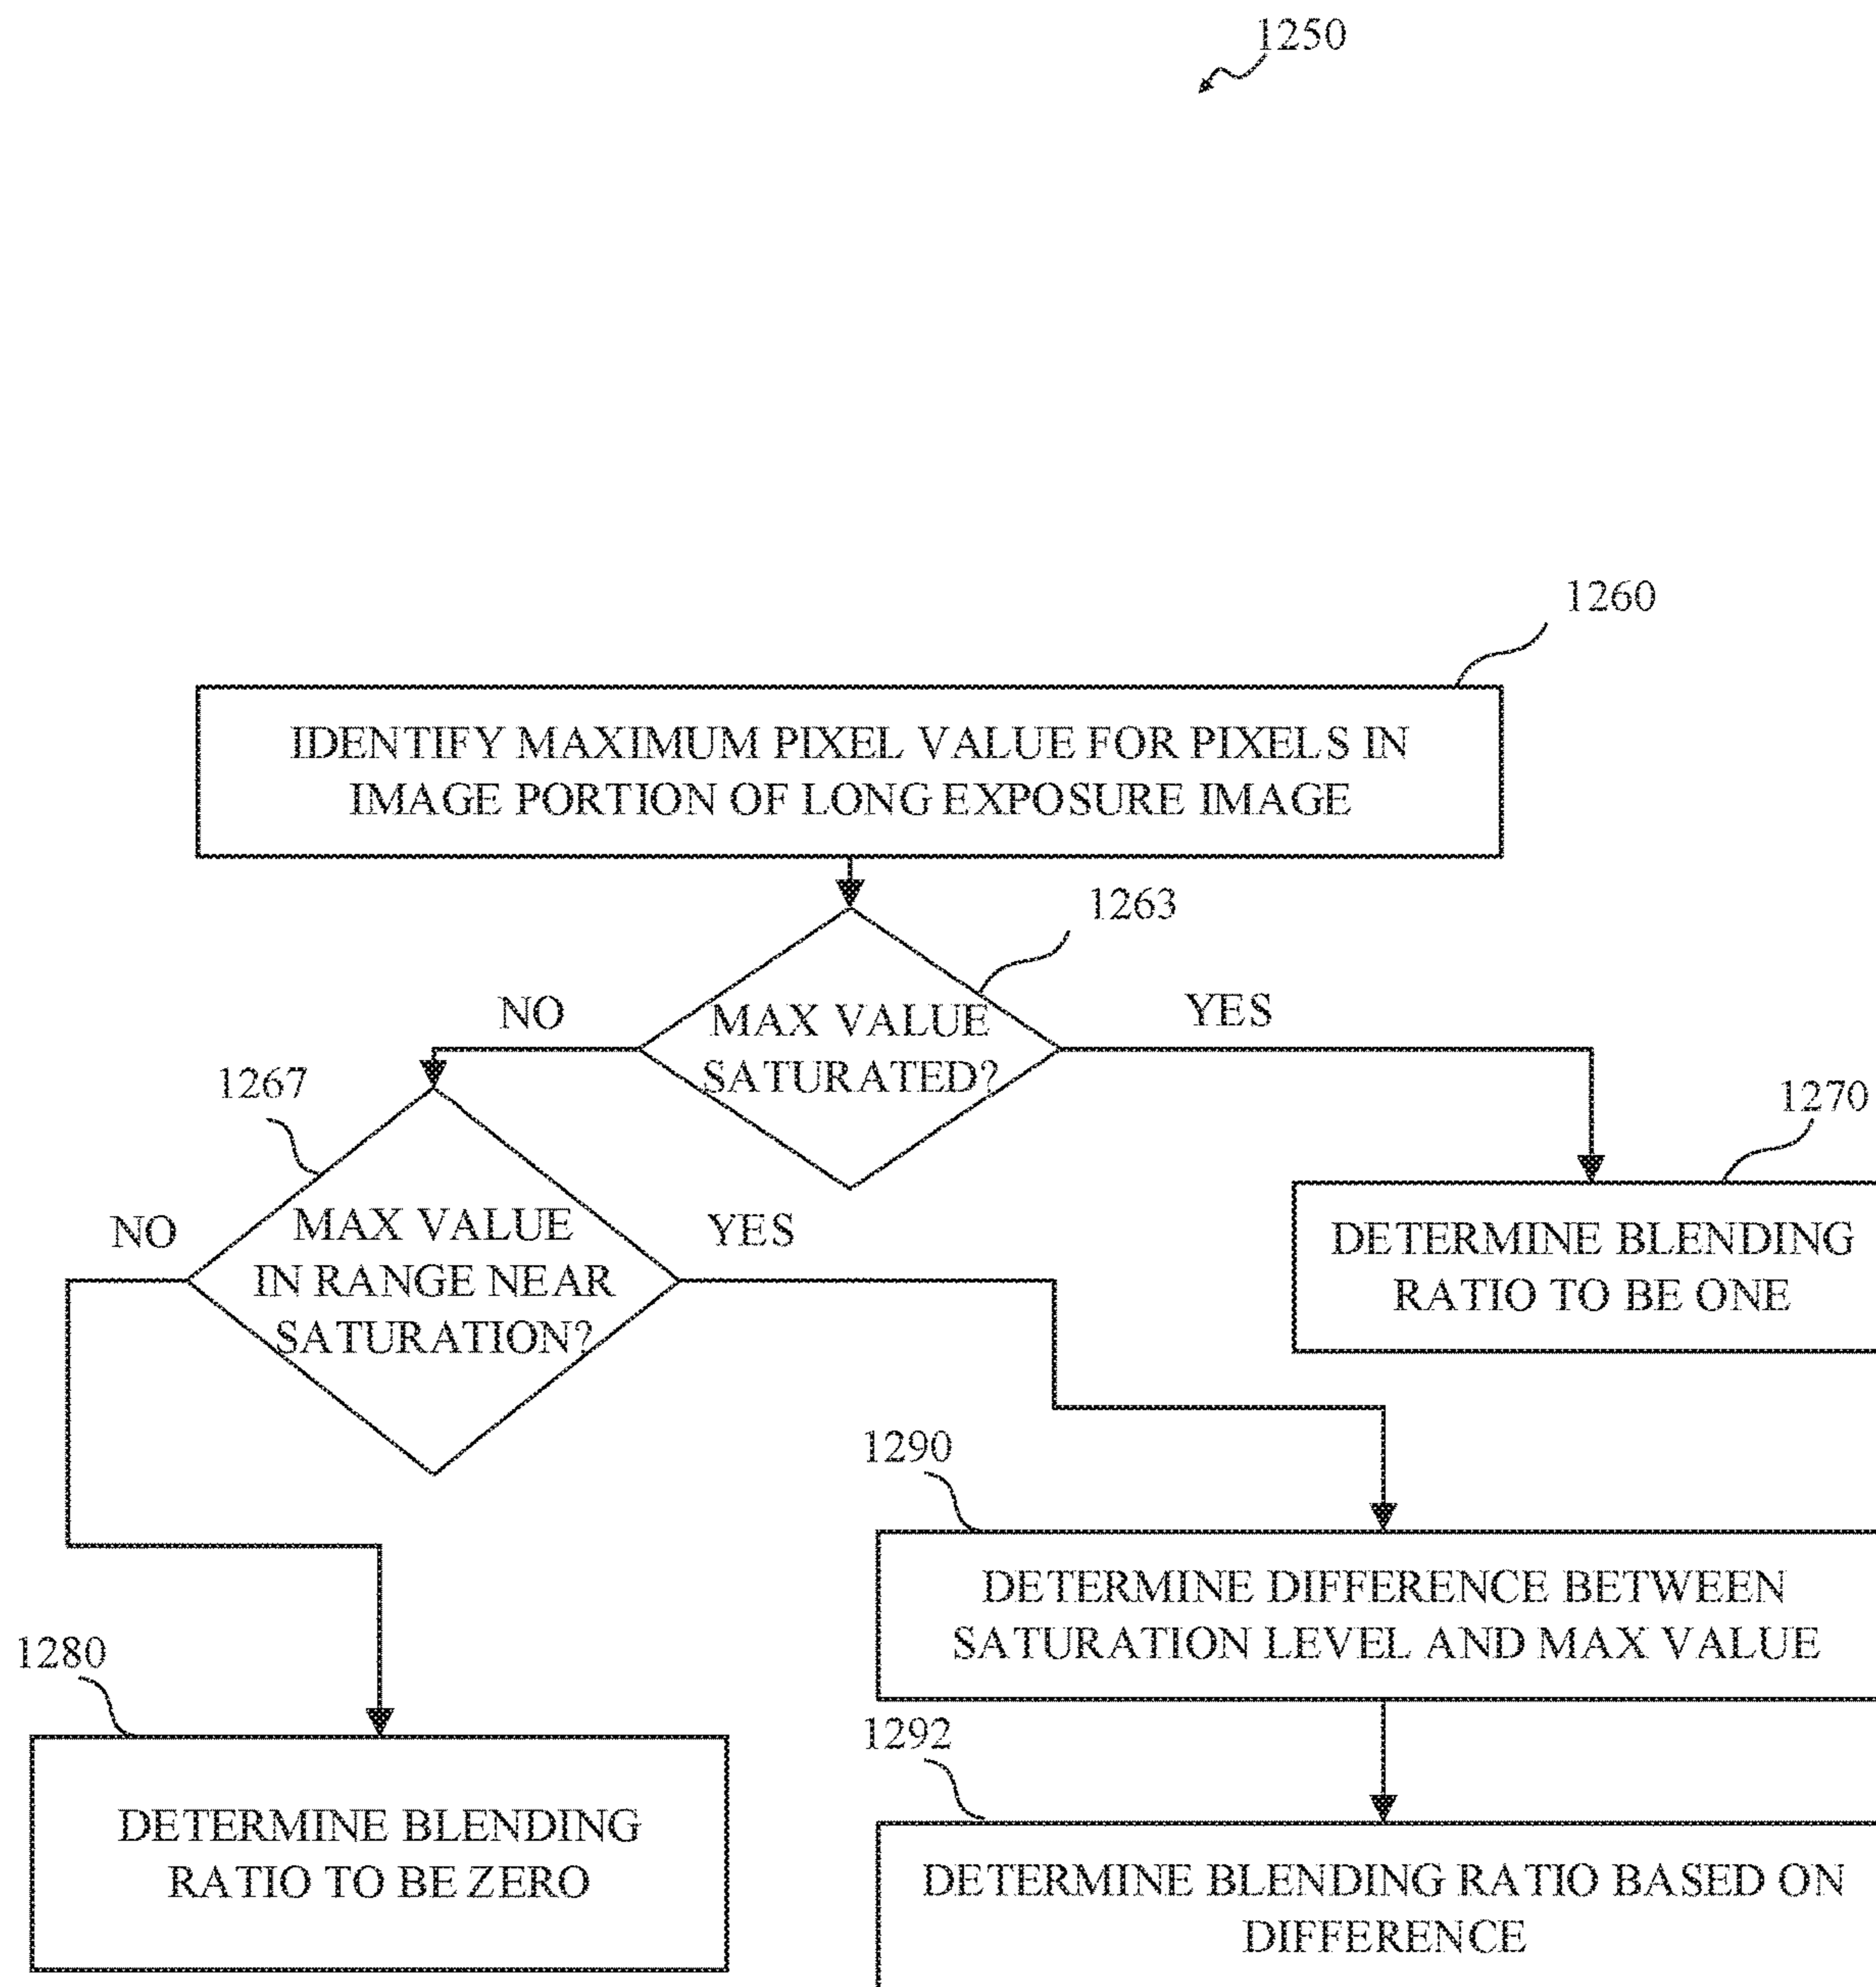 1250
1260
IDENTIFY MAXIMUM PIXEL VALUE FOR PIXELS IN
IMAGE PORTION OF LONG EXPOSURE IMAGE
1263
NO
MAX VALUE
SATURATED?
YES
1267
1270
NO
MAX VALUE
IN RANGE NEAR
SATURATION?
YES
DETERMINE BLENDING
RATIO TO BE ONE
1290
DETERMINE DIFFERENCE BETWEEN
SATURATION LEVEL AND MAX VALUE
1280
1292
DETERMINE BLENDING
RATIO TO BE ZERO
DETERMINE BLENDING RATIO BASED ON
DIFFERENCE